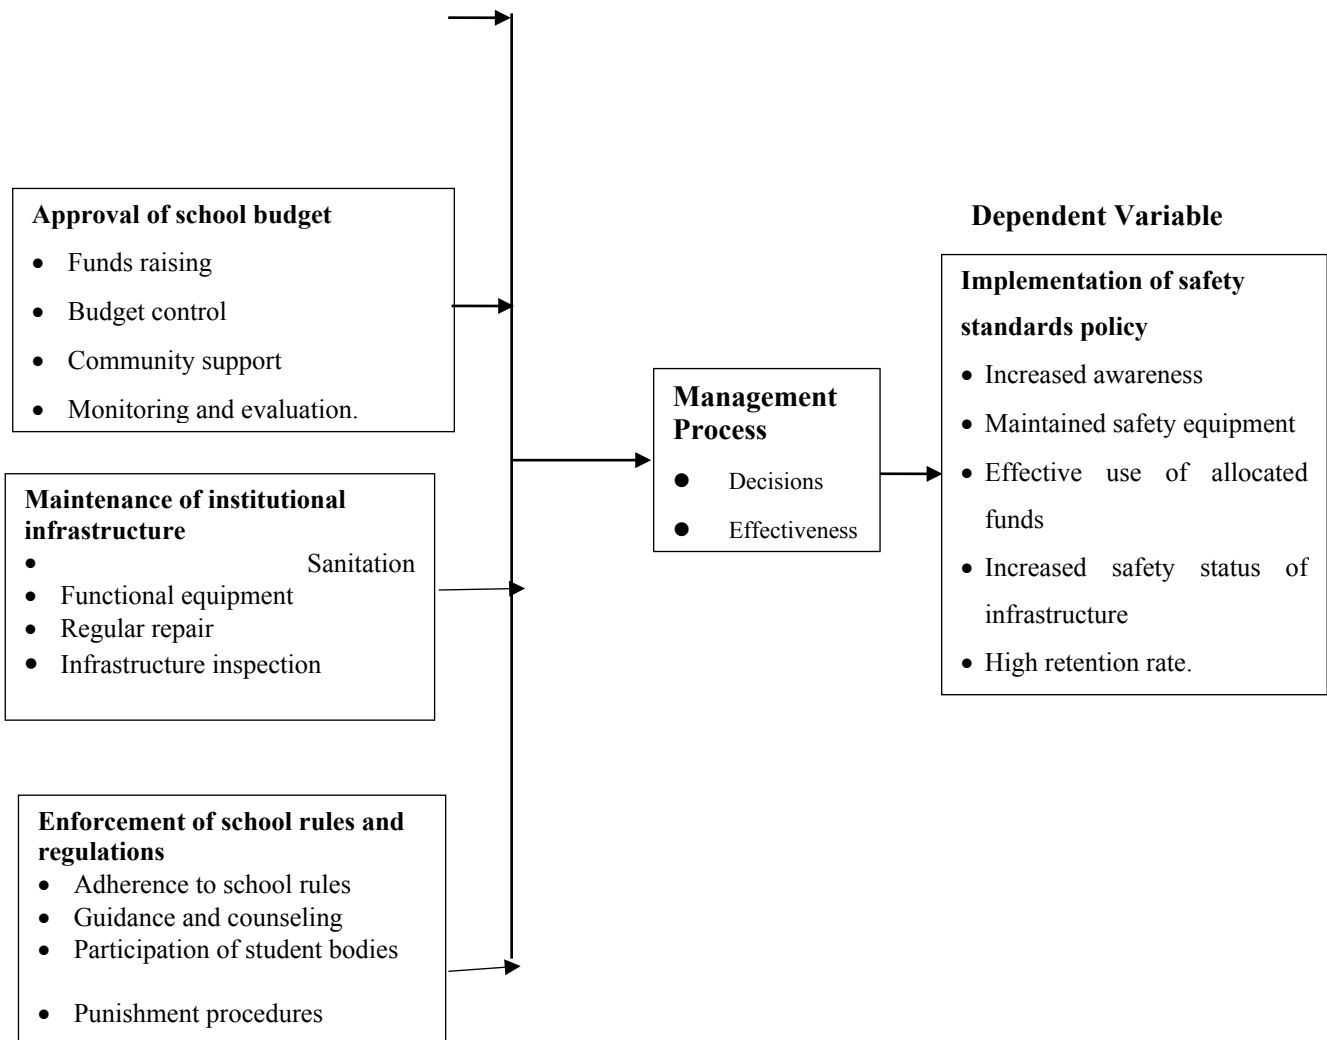 Approval of school budget
• Funds raising
• Budget control
• Community support
• Monitoring and evaluation.
Maintenance of institutional
infrastructure
• Sanitation
• Functional equipment
• Regular repair
• Infrastructure inspection
Enforcement of school rules and
regulations
• Adherence to school rules
• Guidance and counseling
• Participation of student bodies
• Punishment procedures
Management
Process
• Decisions
• Effectiveness
Dependent Variable
Implementation of safety
standards policy
• Increased awareness
• Maintained safety equipment
• Effective use of allocated
funds
• Increased safety status of
infrastructure
• High retention rate.